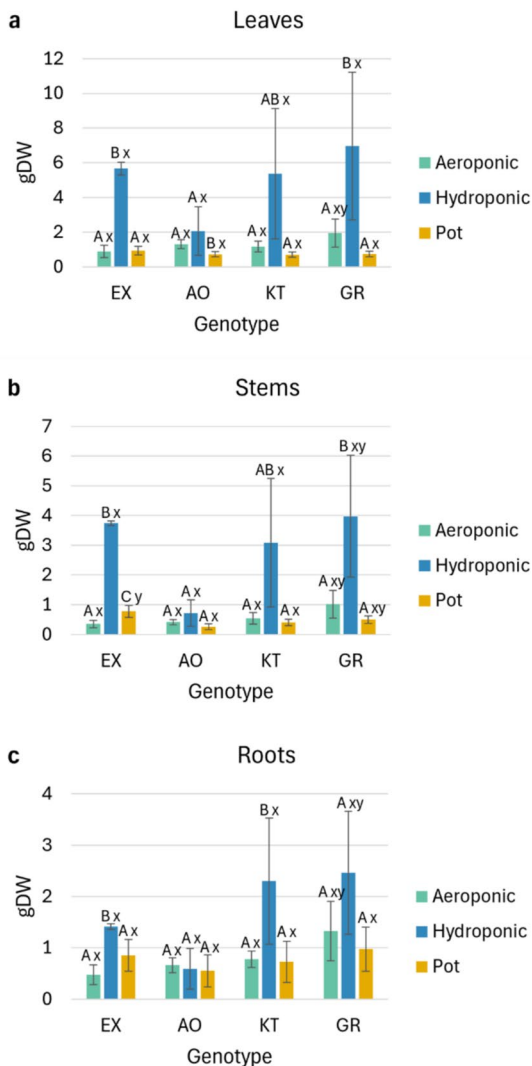 a Leaves
gDW
12
10
8
6
4
2
0
A x B x A x
A x A x B x
A x AB x A x
A xy B x A x
EX AO KT GR
Genotype
Aeroponic
Hydroponic
Pot
b Stems
gDW
7
6
5
4
3
2
1
0
A x B x C y
A x A x A x
A x AB x A x
A xy B xy A xy
EX AO KT GR
Genotype
Aeroponic
Hydroponic
Pot
c Roots
gDW
4
3
2
1
0
A x B x A x
A x A x A x
A x B x A x
A xy A xy A x
EX AO KT GR
Genotype
Aeroponic
Hydroponic
Pot